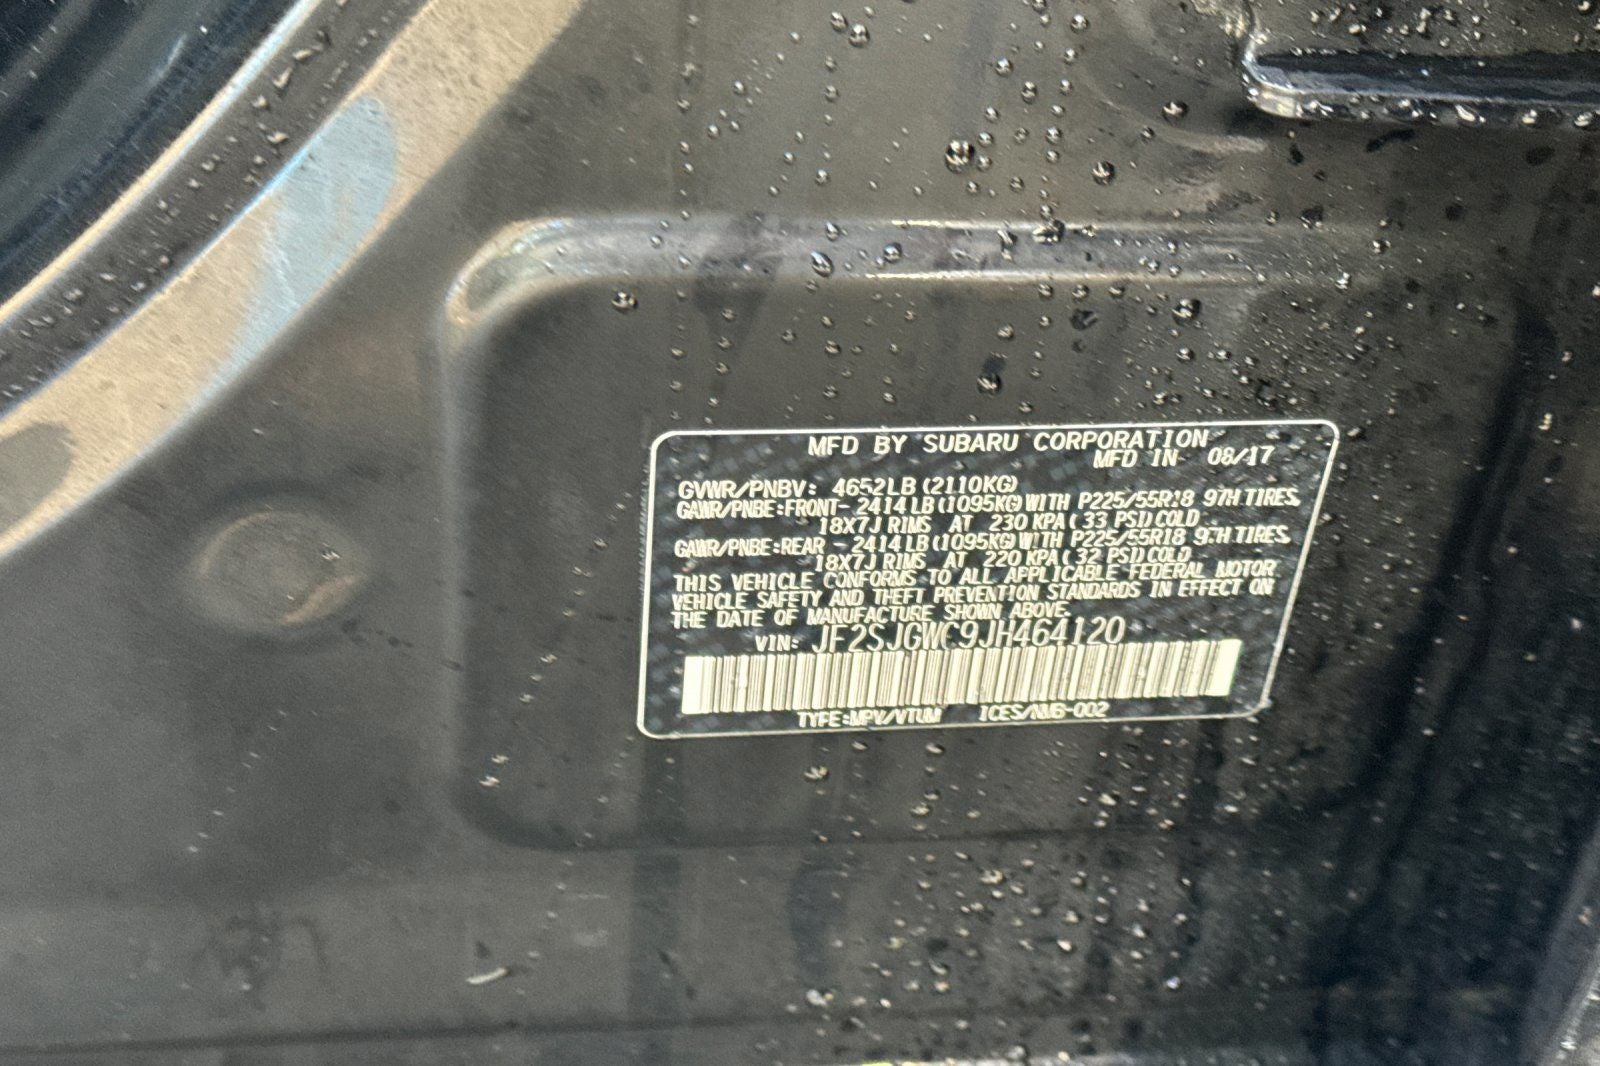 MFD BY SUBARU CORPORATION
MFD IN 08/17
GVWR/PNBV: 4652LB(2110KG)
GAWR/PNBE:FRONT- 2414LB(1095KG)WITH P225/55R18 97H TIRES,
18X7J RIMS AT 230 KPA( 33 PSI)COLD
GAWR/PNBE:REAR - 2414LB(1095KG)WITH P225/55R18 97H TIRES,
18X7J RIMS AT 220 KPA( 32 PSI)COLD
THIS VEHICLE CONFORMS TO ALL APPLICABLE FEDERAL MOTOR
VEHICLE SAFETY AND THEFT PREVENTION STANDARDS IN EFFECT ON
THE DATE OF MANUFACTURE SHOWN ABOVE.
VIN: JF2SJGWC9JH464120
TYPE:MPV/VTUM ICES/NMB-002